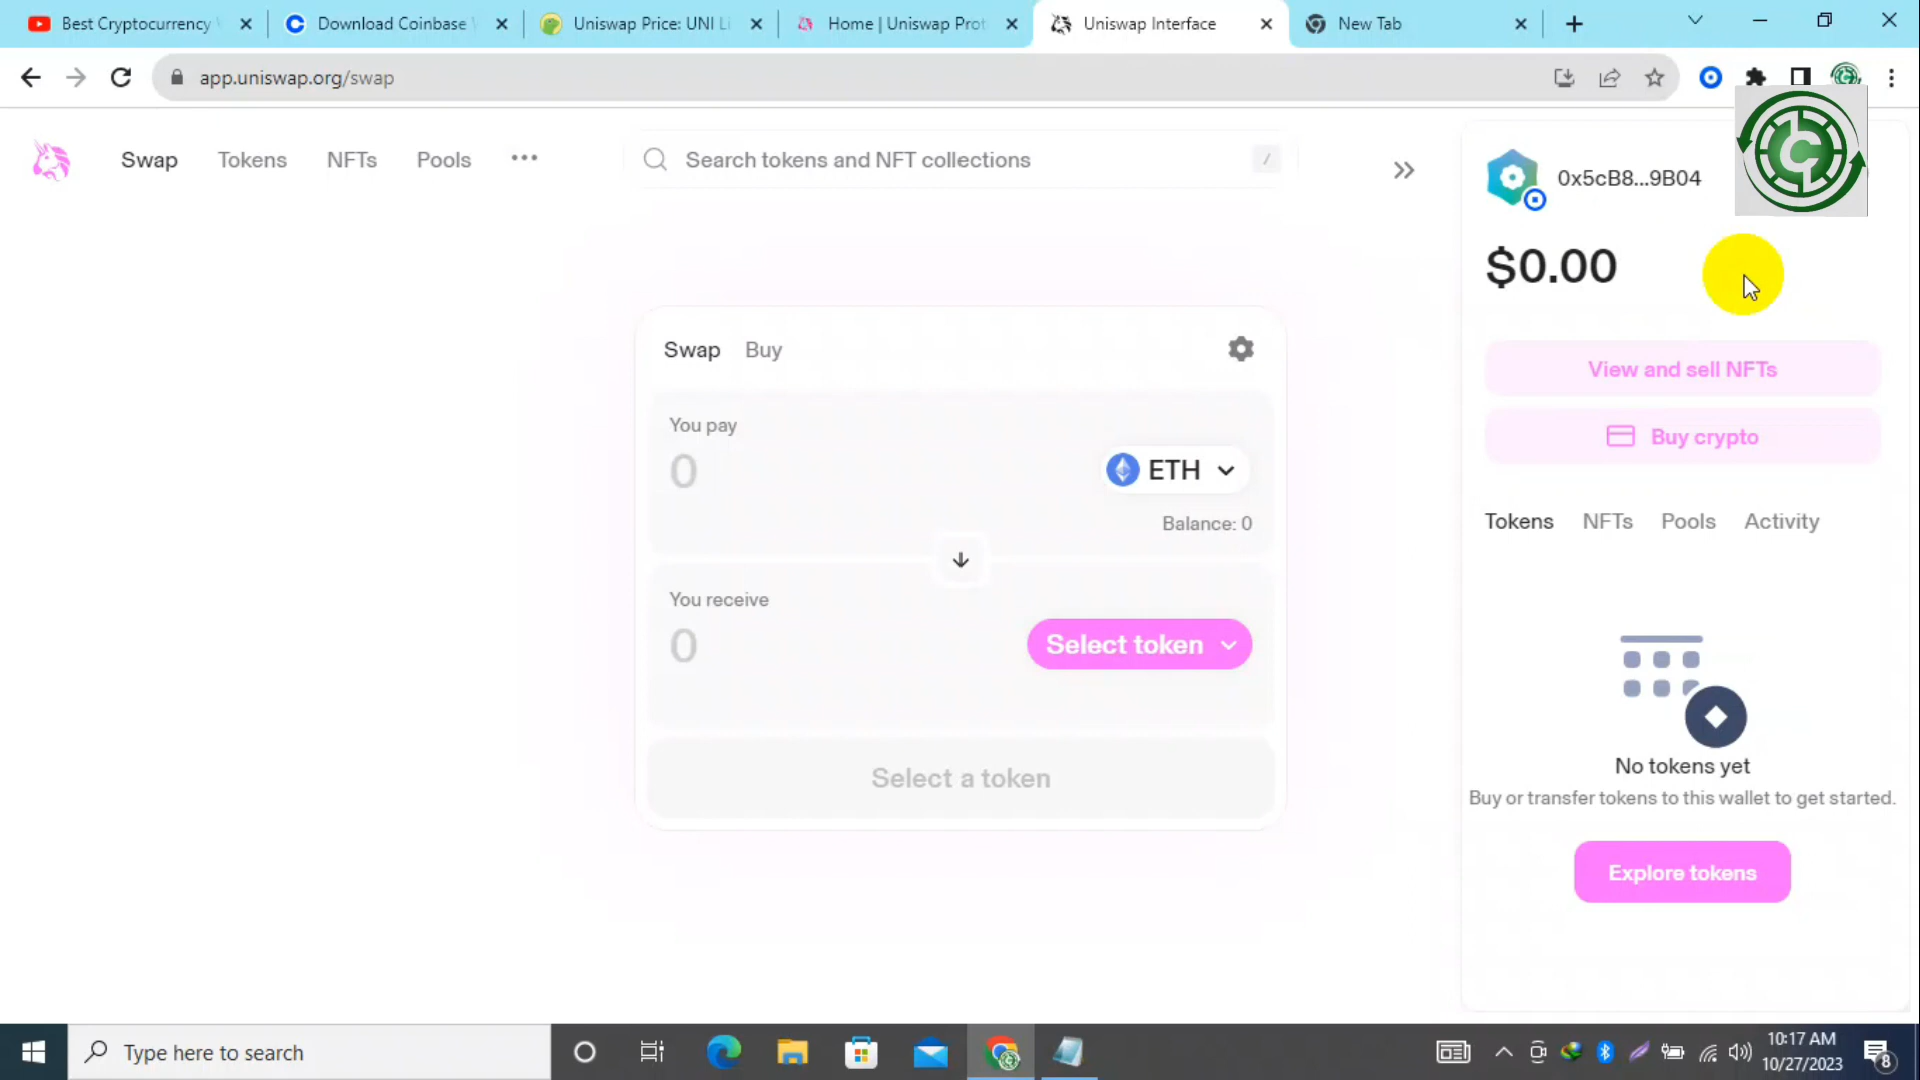 Best Cryptocurrency
Download Coinbase
Uniswap Price: UNI Li
Home | Uniswap Prot
Uniswap Interface
New Tab
app.uniswap.org/swap
Swap
Tokens
NFTs
Pools
Search tokens and NFT collections
/
0x5cB8...9B04
$0.00
View and sell NFTs
Buy crypto
Tokens
NFTs
Pools
Activity
No tokens yet
Buy or transfer tokens to this wallet to get started.
Explore tokens
Swap
Buy
You pay
0
ETH
Balance: 0
You receive
0
Select token
Select a token
Type here to search
10:17 AM
10/27/2023
8